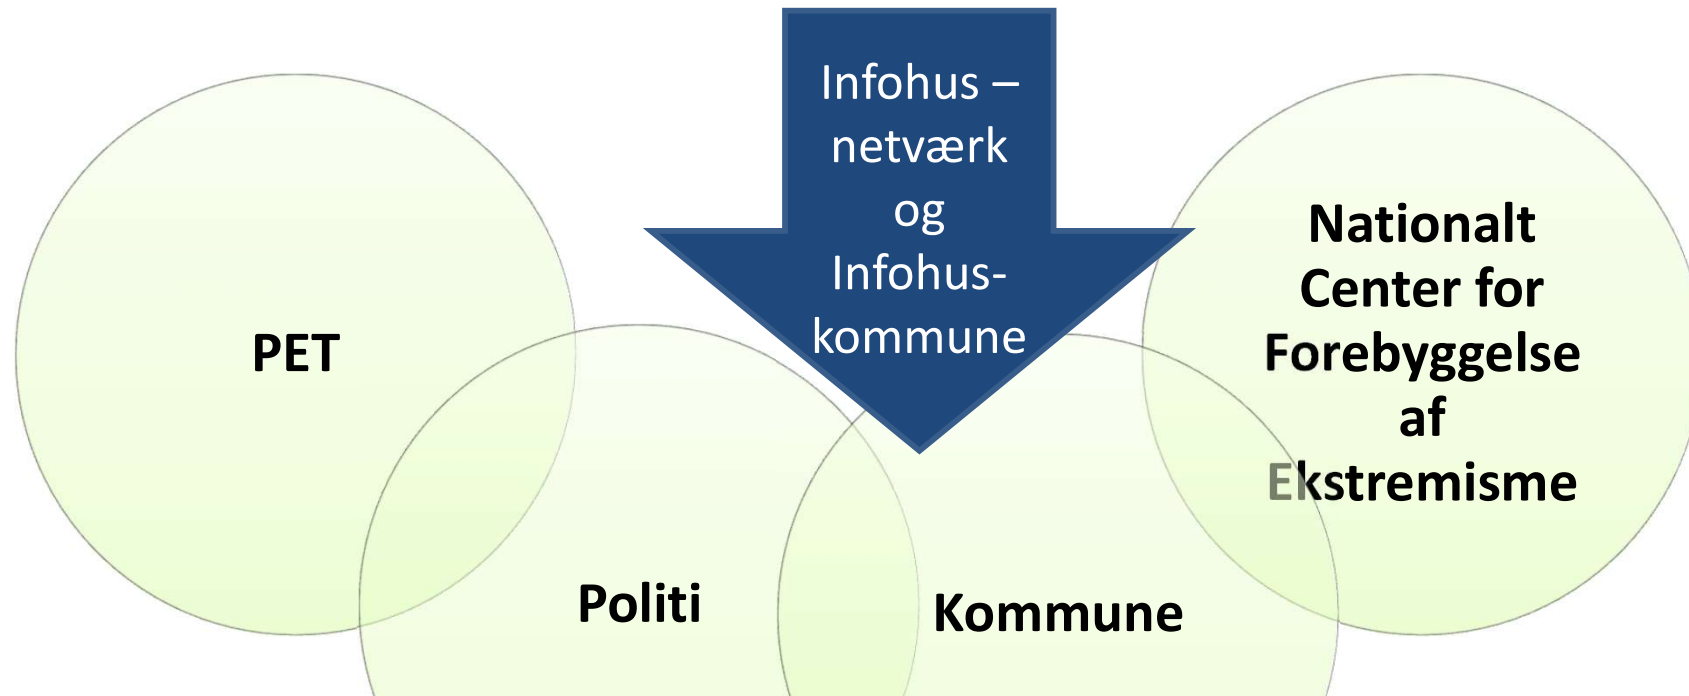 Infohus –
netværk
og
Infohus-
kommune
PET
Nationalt
Center for
Forebyggelse
af
Ekstremisme
Politi
Kommune